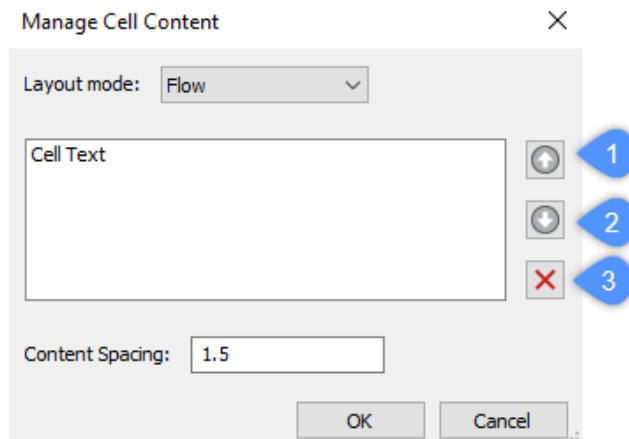 Manage Cell Content
Layout mode: Flow
Cell Text
1
2
3
Content Spacing: 1.5
OK Cancel